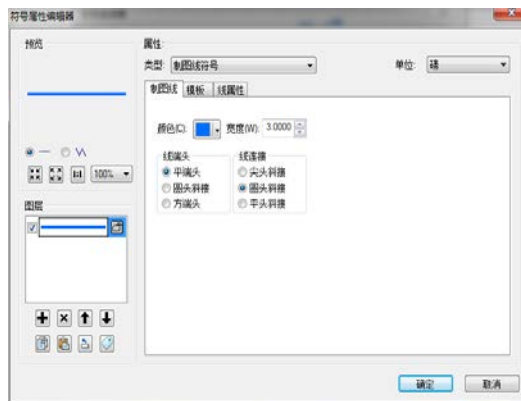 符号属性编辑器
预览
100%
图层
属性:
类型: 制图线符号
单位: 磅
制图线 模板 线属性
颜色(C): 宽度(W): 3.0000
线端头
平端头
圆头斜接
方端头
线连接
尖头斜接
圆头斜接
平头斜接
确定 取消